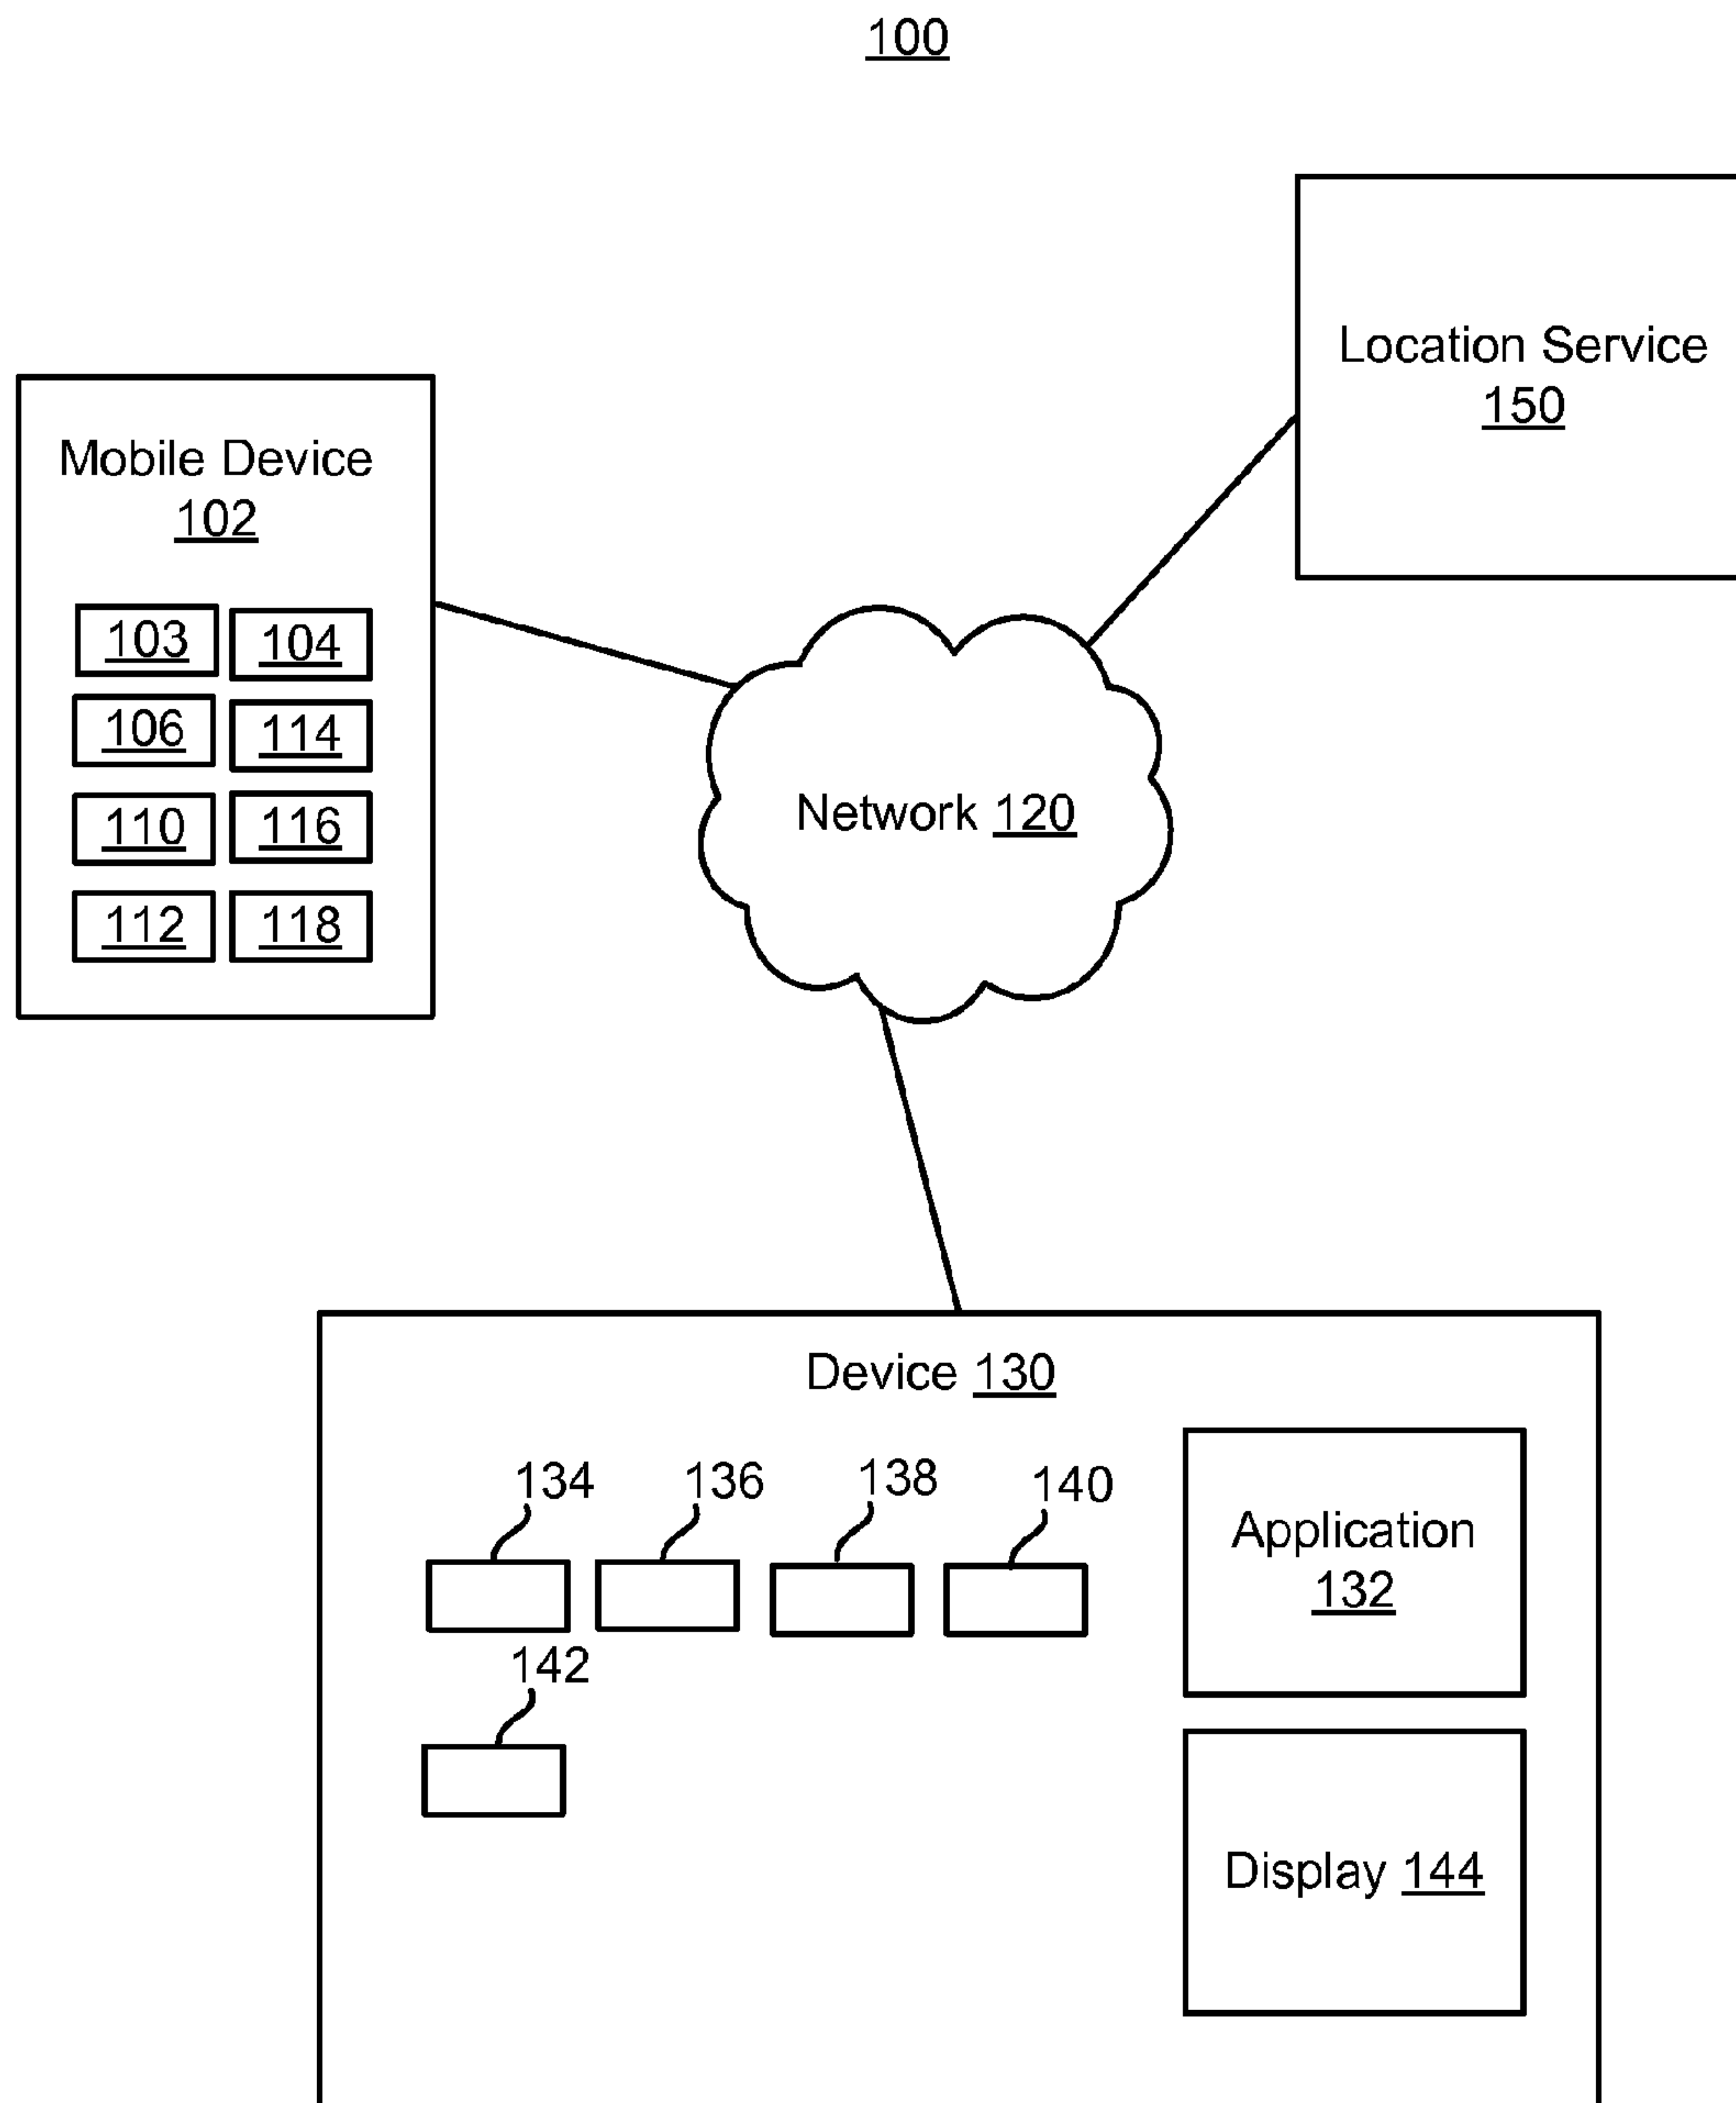 100
Location Service
150
Mobile Device
102
103 104
106 114
110 116
112 118
Network 120
Device 130
134 136 138 140
142
Application
132
Display 144